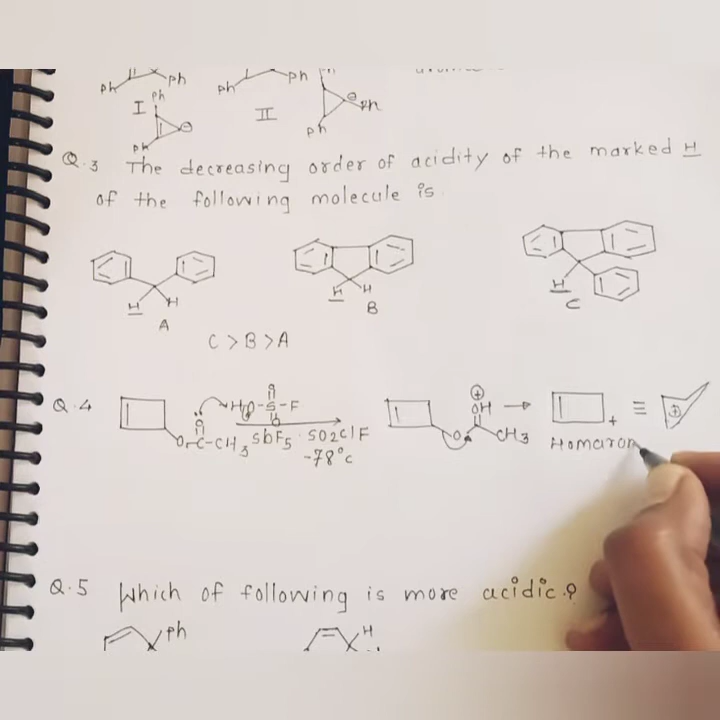 Ph Ph Ph Ph
I Ph II ⊖ Ph
Ph ⊖ Ph
Q.3 The decreasing order of acidity of the marked H
of the following molecule is
H H H H H
A B C
C > B > A
Q.4 O-C-CH3 O HO-S-F O O → ⊕OH → + ≡ ⊕
SbF5 SO2ClF O CH3 Homarom
-78°c
Q.5 Which of following is more acidic?
Ph H